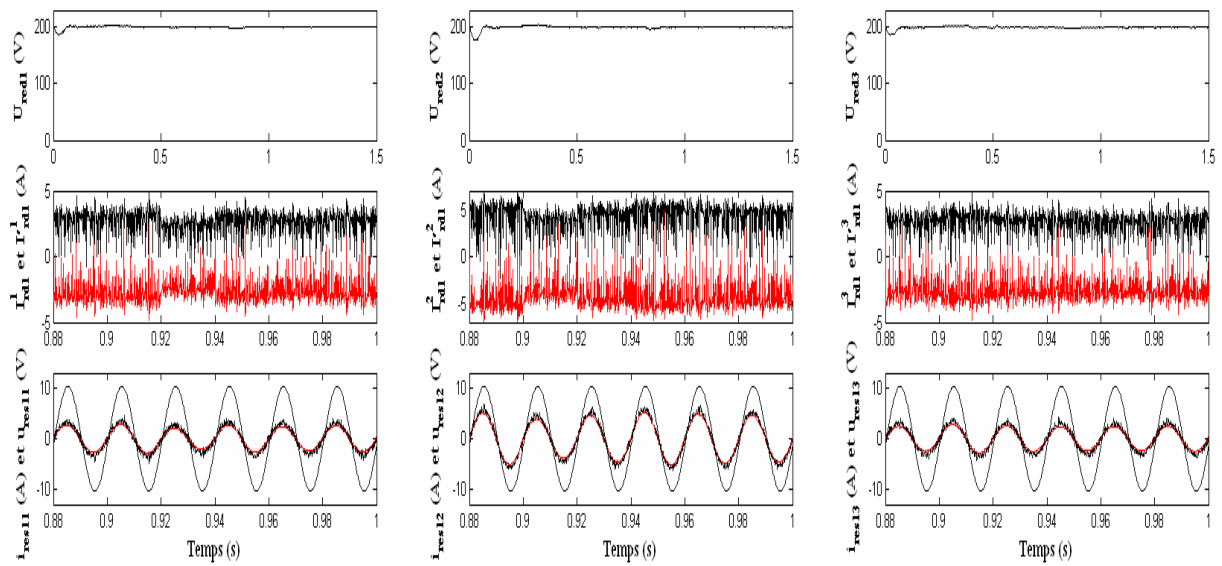 U_red1 (V)
200
100
0
0 0.5 1 1.5
U_red2 (V)
200
100
0
0 0.5 1 1.5
U_red3 (V)
200
100
0
0 0.5 1 1.5
I^1_rd1 et I'^1_rd1 (A)
5
0
-5
0.88 0.9 0.92 0.94 0.96 0.98 1
I^2_rd1 et I'^2_rd1 (A)
5
0
-5
0.88 0.9 0.92 0.94 0.96 0.98 1
I^3_rd1 et I'^3_rd1 (A)
5
0
-5
0.88 0.9 0.92 0.94 0.96 0.98 1
i_res11 (A) et u_res11 (V)
10
0
-10
0.88 0.9 0.92 0.94 0.96 0.98 1
Temps (s)
i_res12 (A) et u_res12 (V)
10
0
-10
0.88 0.9 0.92 0.94 0.96 0.98 1
Temps (s)
i_res13 (A) et u_res13 (V)
10
0
-10
0.88 0.9 0.92 0.94 0.96 0.98 1
Temps (s)